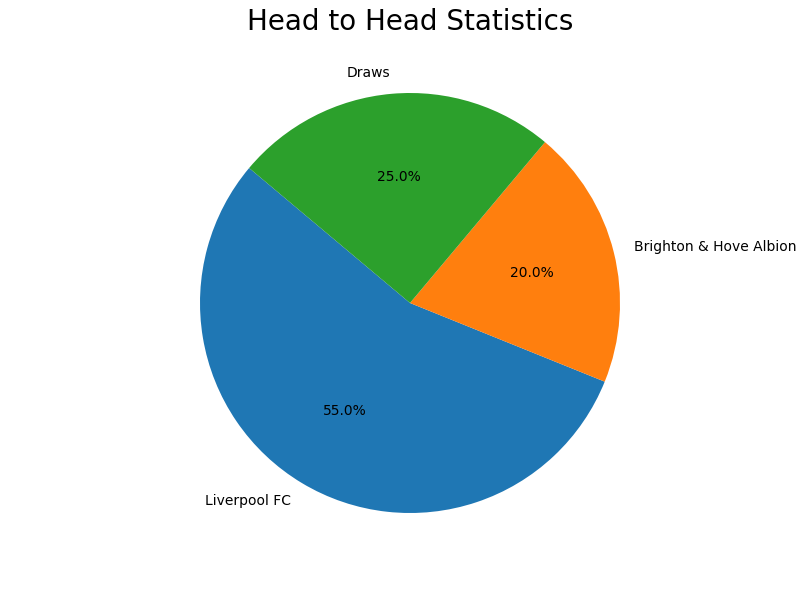 Head to Head Statistics
Draws
25.0%
Brighton & Hove Albion
20.0%
55.0%
Liverpool FC